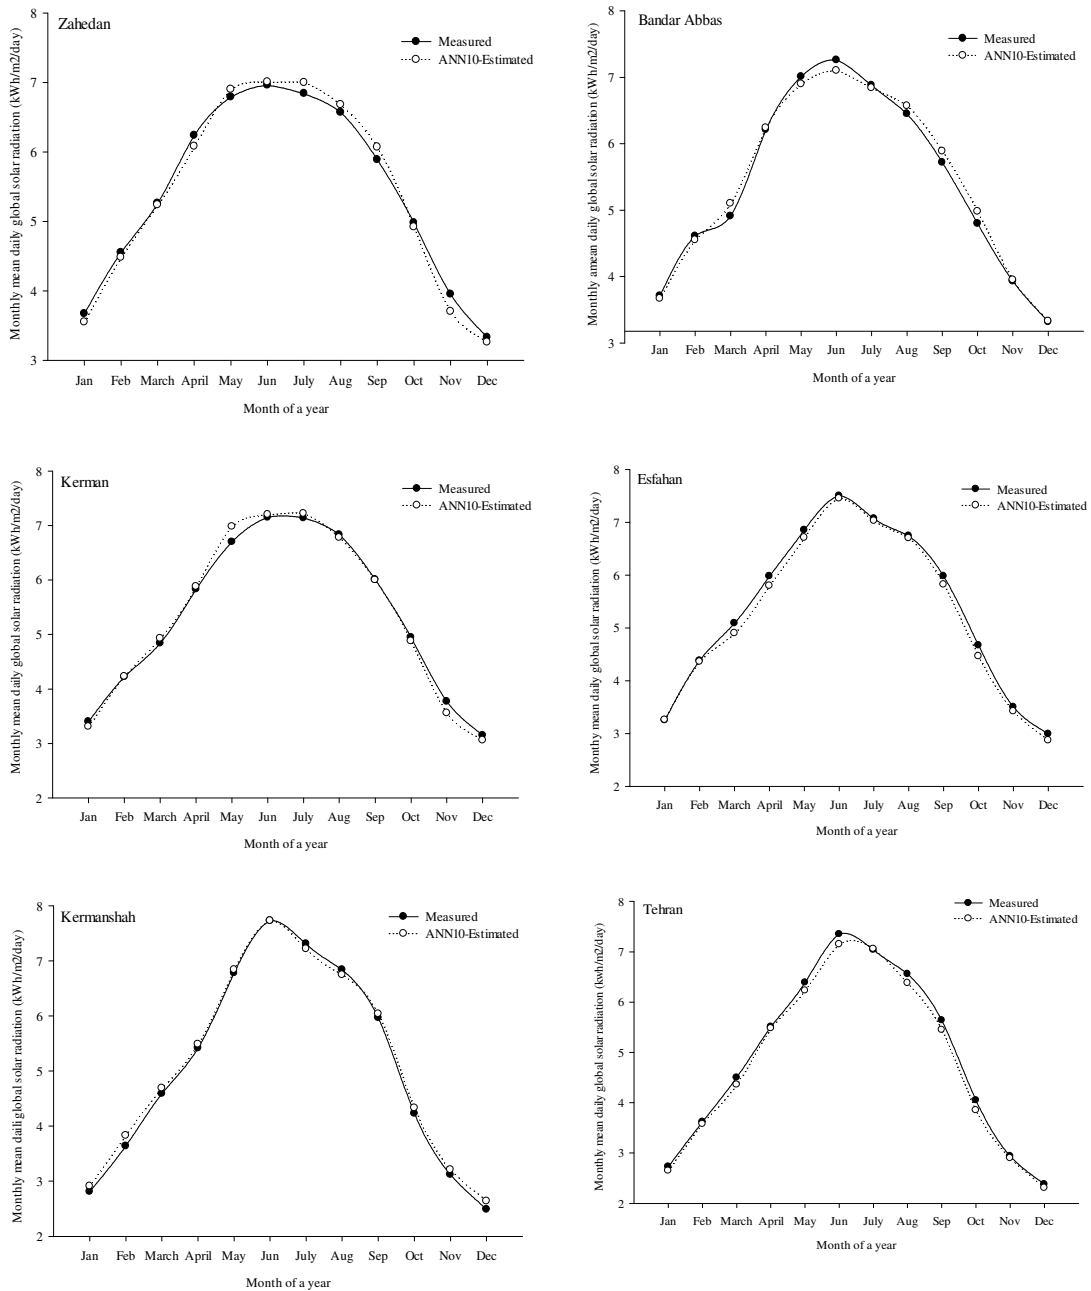 Zahedan
Measured
ANN10-Estimated
Monthly mean daily global solar radiation (kWh/m2/day)
8
7
6
5
4
3
Jan Feb March April May Jun July Aug Sep Oct Nov Dec
Month of a year
Bandar Abbas
Measured
ANN10-Estimated
Monthly amean daily global solar radiation (kWh/m2/day)
8
7
6
5
4
3
Jan Feb March April May Jun July Aug Sep Oct Nov Dec
Month of a year
Kerman
Measured
ANN10-Estimated
Monthly mean daily global solar radiation (kWh/m2/day)
8
7
6
5
4
3
2
Jan Feb March April May Jun July Aug Sep Oct Nov Dec
Month of a year
Esfahan
Measured
ANN10-Estimated
Monthy mean daily global solar radiation (kWh/m2/day)
8
7
6
5
4
3
2
Jan Feb March April May Jun July Aug Sep Oct Nov Dec
Month of a year
Kermanshah
Measured
ANN10-Estimated
Monthly mean daili global solar radiation (kWh/m2/day)
8
7
6
5
4
3
2
Jan Feb March April May Jun July Aug Sep Oct Nov Dec
Month of a year
Tehran
Measured
ANN10-Estimated
Monthly mean daily global solar radiation (kwh/m2/day)
8
7
6
5
4
3
2
Jan Feb March April May Jun July Aug Sep Oct Nov Dec
Month of a year